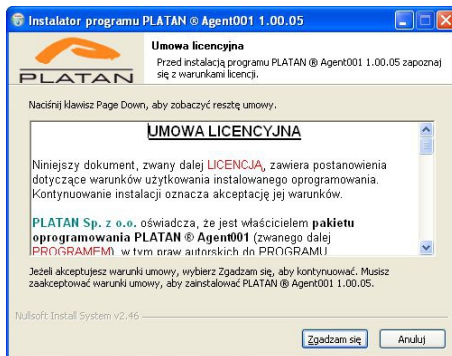 Instalator programu PLATAN ® Agent001 1.00.05
PLATAN
Umowa licencyjna
Przed instalacją programu PLATAN ® Agent001 1.00.05 zapoznaj
się z warunkami licencji.
Naciśnij klawisz Page Down, aby zobaczyć resztę umowy.
UMOWA LICENCYJNA
Niniejszy dokument, zwany dalej LICENCJĄ, zawiera postanowienia
dotyczące warunków użytkowania instalowanego oprogramowania.
Kontynuowanie instalacji oznacza akceptację jej warunków.
PLATAN Sp. z o.o. oświadcza, że jest właścicielem pakietu
oprogramowania PLATAN ® Agent001 (zwanego dalej
PROGRAMEM), w tym praw autorskich do PROGRAMU
Jeżeli akceptujesz warunki umowy, wybierz Zgadzam się, aby kontynuować. Musisz
zaakceptować warunki umowy, aby zainstalować PLATAN ® Agent001 1.00.05.
Nullsoft Install System v2.46
Zgadzam się
Anuluj